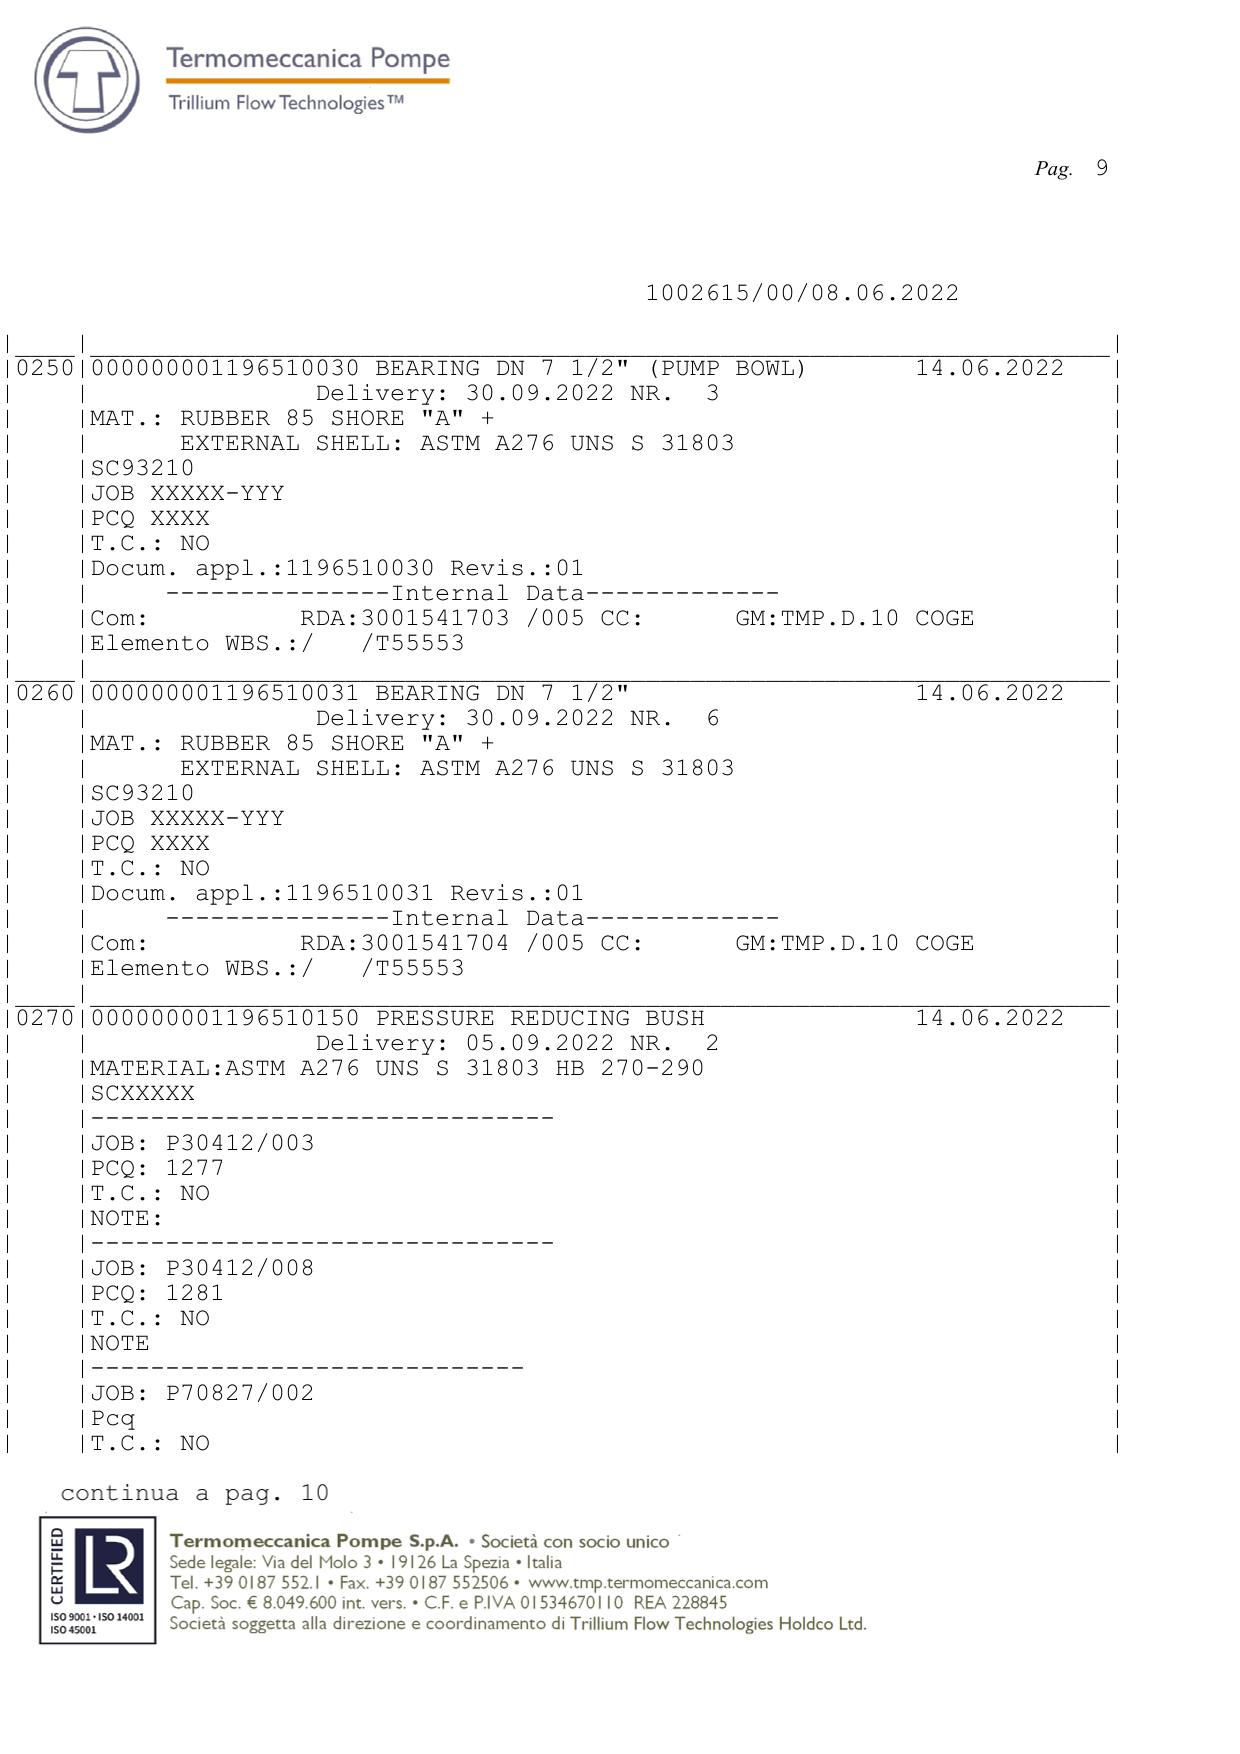 Termomeccanica Pompe
Trillium Flow Technologies™
Pag. 9
1002615/00/08.06.2022
|0250|000000001196510030 BEARING DN 7 1/2" (PUMP BOWL) 14.06.2022
Delivery: 30.09.2022 NR. 3
MAT.: RUBBER 85 SHORE "A" +
EXTERNAL SHELL: ASTM A276 UNS S 31803
SC93210
JOB XXXXX-YYY
PCQ XXXX
T.C.: NO
Docum. appl.:1196510030 Revis.:01
---------------Internal Data-------------
Com: RDA:3001541703 /005 CC: GM:TMP.D.10 COGE
Elemento WBS.:/ /T55553
|0260|000000001196510031 BEARING DN 7 1/2" 14.06.2022
Delivery: 30.09.2022 NR. 6
MAT.: RUBBER 85 SHORE "A" +
EXTERNAL SHELL: ASTM A276 UNS S 31803
SC93210
JOB XXXXX-YYY
PCQ XXXX
T.C.: NO
Docum. appl.:1196510031 Revis.:01
---------------Internal Data-------------
Com: RDA:3001541704 /005 CC: GM:TMP.D.10 COGE
Elemento WBS.:/ /T55553
|0270|000000001196510150 PRESSURE REDUCING BUSH 14.06.2022
Delivery: 05.09.2022 NR. 2
MATERIAL:ASTM A276 UNS S 31803 HB 270-290
SCXXXXX
-------------------------------
JOB: P30412/003
PCQ: 1277
T.C.: NO
NOTE:
-------------------------------
JOB: P30412/008
PCQ: 1281
T.C.: NO
NOTE
-----------------------------
JOB: P70827/002
Pcq
T.C.: NO
continua a pag. 10
CERTIFIED
LR
ISO 9001 • ISO 14001
ISO 45001
Termomeccanica Pompe S.p.A. • Società con socio unico
Sede legale: Via del Molo 3 • 19126 La Spezia • Italia
Tel. +39 0187 552.1 • Fax. +39 0187 552506 • www.tmp.termomeccanica.com
Cap. Soc. € 8.049.600 int. vers. • C.F. e P.IVA 01534670110 REA 228845
Società soggetta alla direzione e coordinamento di Trillium Flow Technologies Holdco Ltd.